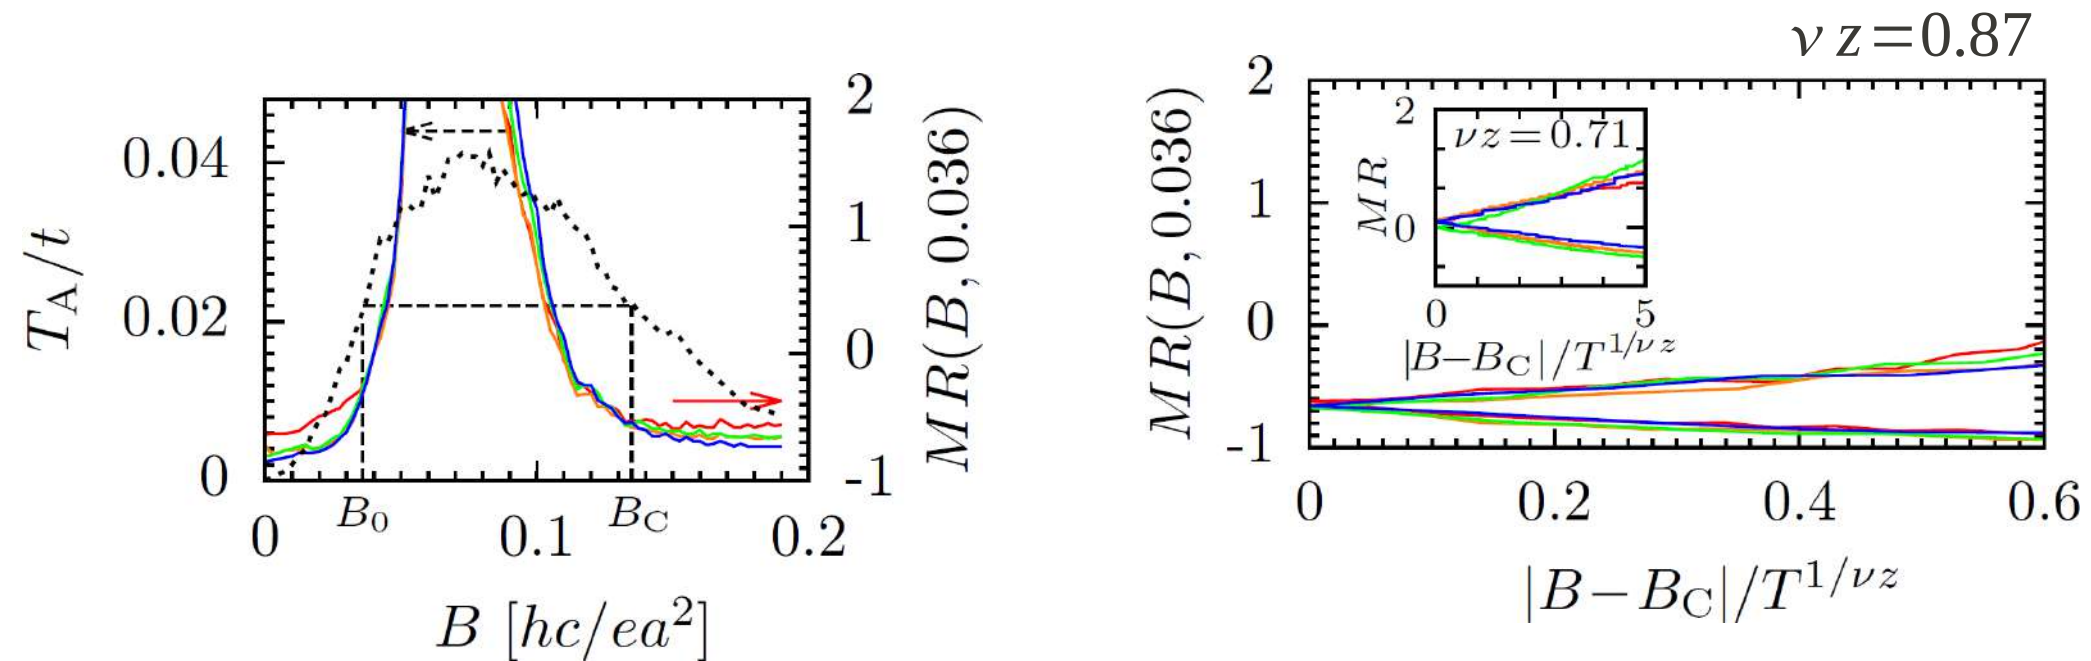 ν z=0.87
2
0.04
1
0.02
0
0
-1
T_A/t
MR(B, 0.036)
B_0
B_C
0
0.1
0.2
B [hc/ea²]
2
1
0
-1
MR(B, 0.036)
2
νz = 0.71
MR
0
0
5
|B−B_C|/T^{1/νz}
0
0.2
0.4
0.6
|B−B_C|/T^{1/νz}